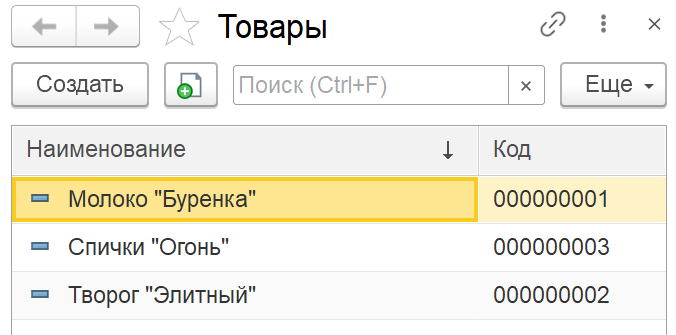 Товары
Создать Поиск (Ctrl+F) × Еще
Наименование ↓ Код
Молоко "Буренка" 000000001
Спички "Огонь" 000000003
Творог "Элитный" 000000002